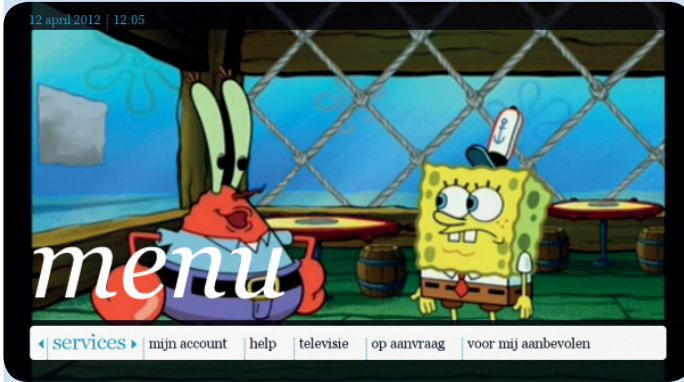 12 april 2012 | 12:05
menu
services mijn account help televisie op aanvraag voor mij aanbevolen